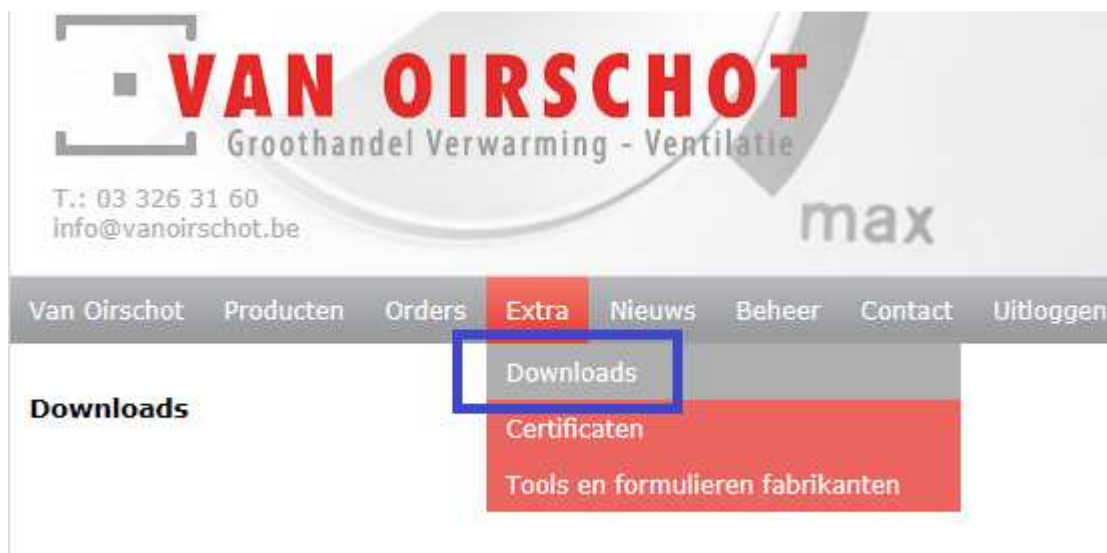 VAN OIRSCHOT
Groothandel Verwarming - Ventilatie
T.: 03 326 31 60
info@vanoirschot.be
max
Van Oirschot Producten Orders Extra Nieuws Beheer Contact Uitloggen
Downloads
Downloads
Certificaten
Tools en formulieren fabrikanten